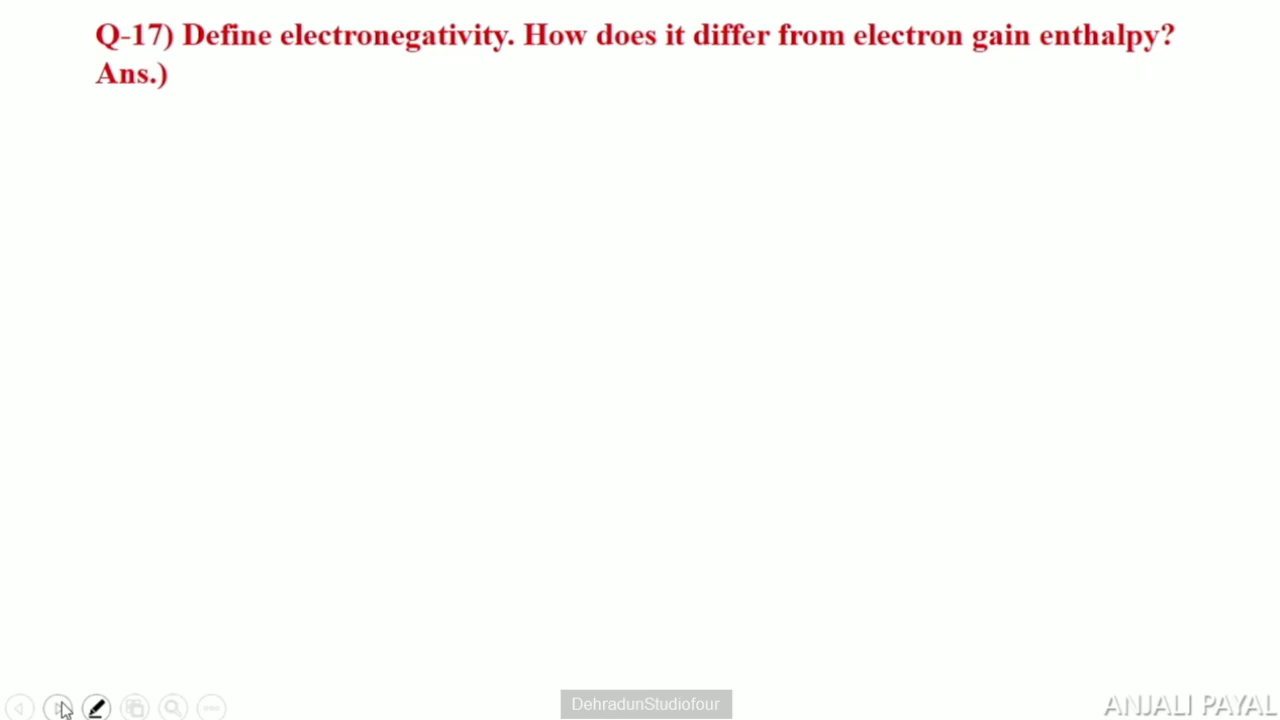 Q-17) Define electronegativity. How does it differ from electron gain enthalpy?
Ans.)
DehradunStudiofour
ANJALI PAYAL